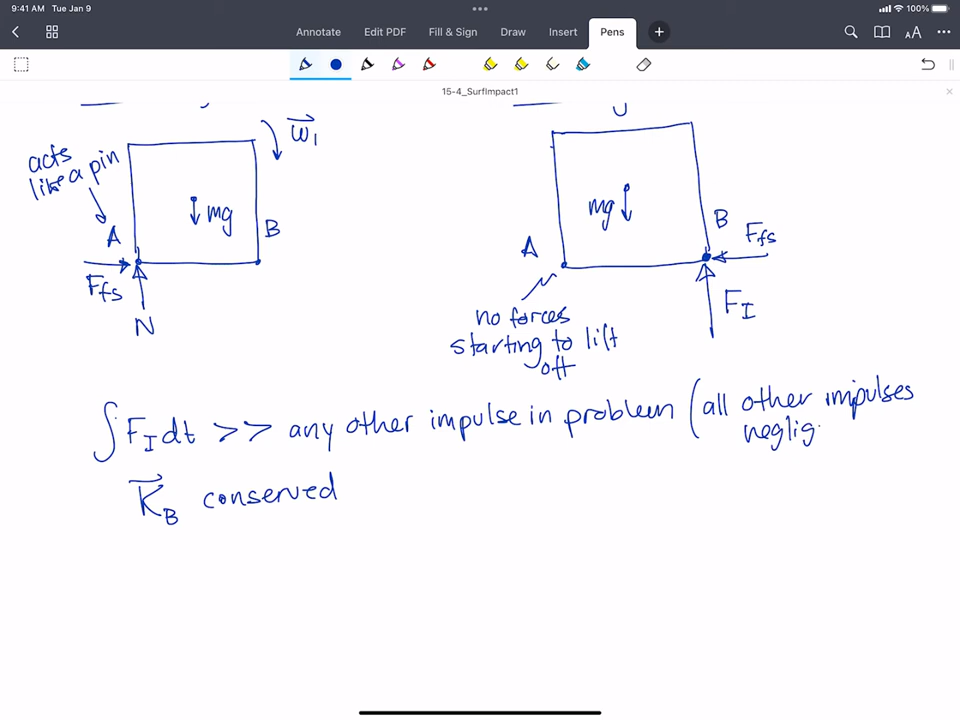 9:41 AM Tue Jan 9
100%
Annotate Edit PDF Fill & Sign Draw Insert Pens
15-4_SurfImpact1
acts
like a pin
ω1
mg
A
B
Ffs
N
mg
A
B
Ffs
FI
no forces
starting to lift
off
∫FI dt >> any other impulse in problem (all other impulses
neglig
KB conserved